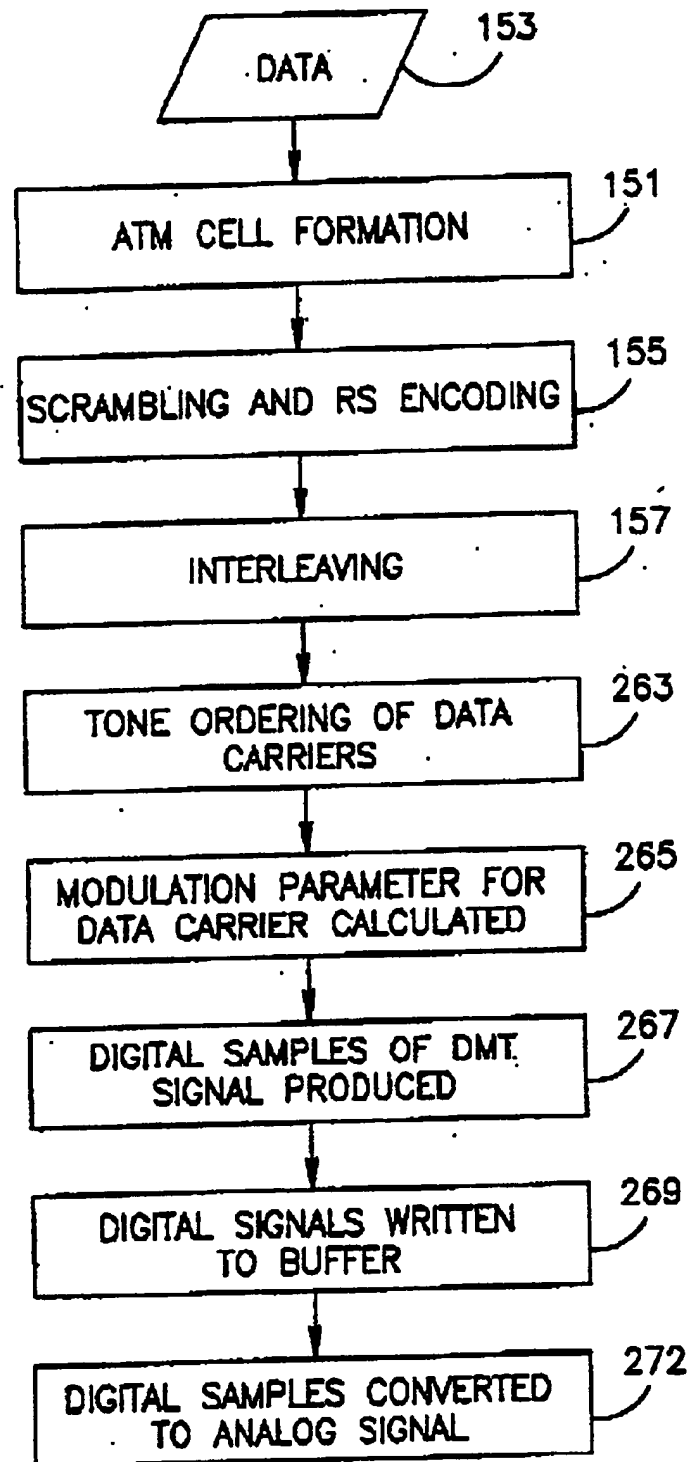 153
DATA
151
ATM CELL FORMATION
155
SCRAMBLING AND RS ENCODING
157
INTERLEAVING
263
TONE ORDERING OF DATA
CARRIERS
265
MODULATION PARAMETER FOR
DATA CARRIER CALCULATED
267
DIGITAL SAMPLES OF DMT
SIGNAL PRODUCED
269
DIGITAL SIGNALS WRITTEN
TO BUFFER
272
DIGITAL SAMPLES CONVERTED
TO ANALOG SIGNAL